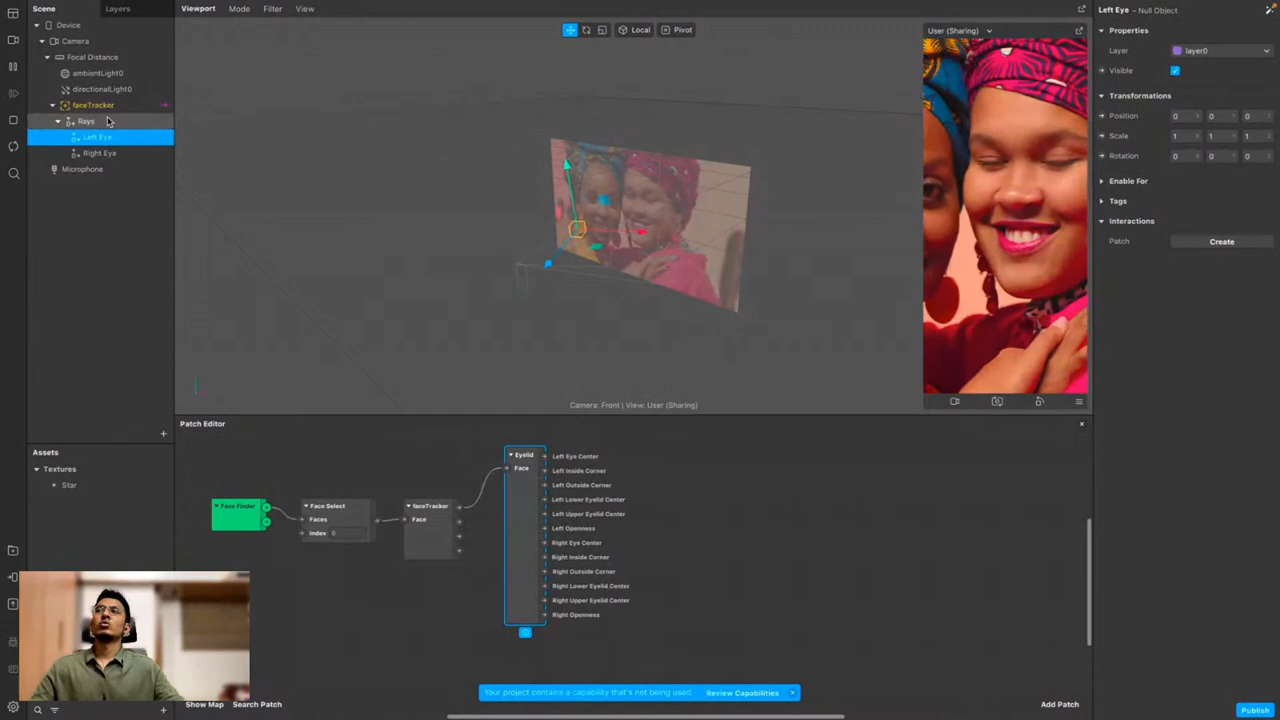 Scene
Layers
Device
Camera
Focal Distance
ambientLight0
directionalLight0
faceTracker
Rays
Left Eye
Right Eye
Microphone
Assets
Textures
Star
Viewport
Mode
Filter
View
Local
Pivot
User (Sharing)
Camera: Front | View: User (Sharing)
Patch Editor
Face Finder
Face Select
Faces
Index
0
faceTracker
Face
Eyelid
Face
Left Eye Center
Left Inside Corner
Left Outside Corner
Left Lower Eyelid Center
Left Upper Eyelid Center
Left Openness
Right Eye Center
Right Inside Corner
Right Outside Corner
Right Lower Eyelid Center
Right Upper Eyelid Center
Right Openness
Your project contains a capability that's not being used.
Review Capabilities
Show Map
Search Patch
Add Patch
Left Eye – Null Object
Properties
Layer
layer0
Visible
Transformations
Position 0 0 0
Scale 1 1 1
Rotation 0 0 0
Enable For
Tags
Interactions
Patch
Create
Publish